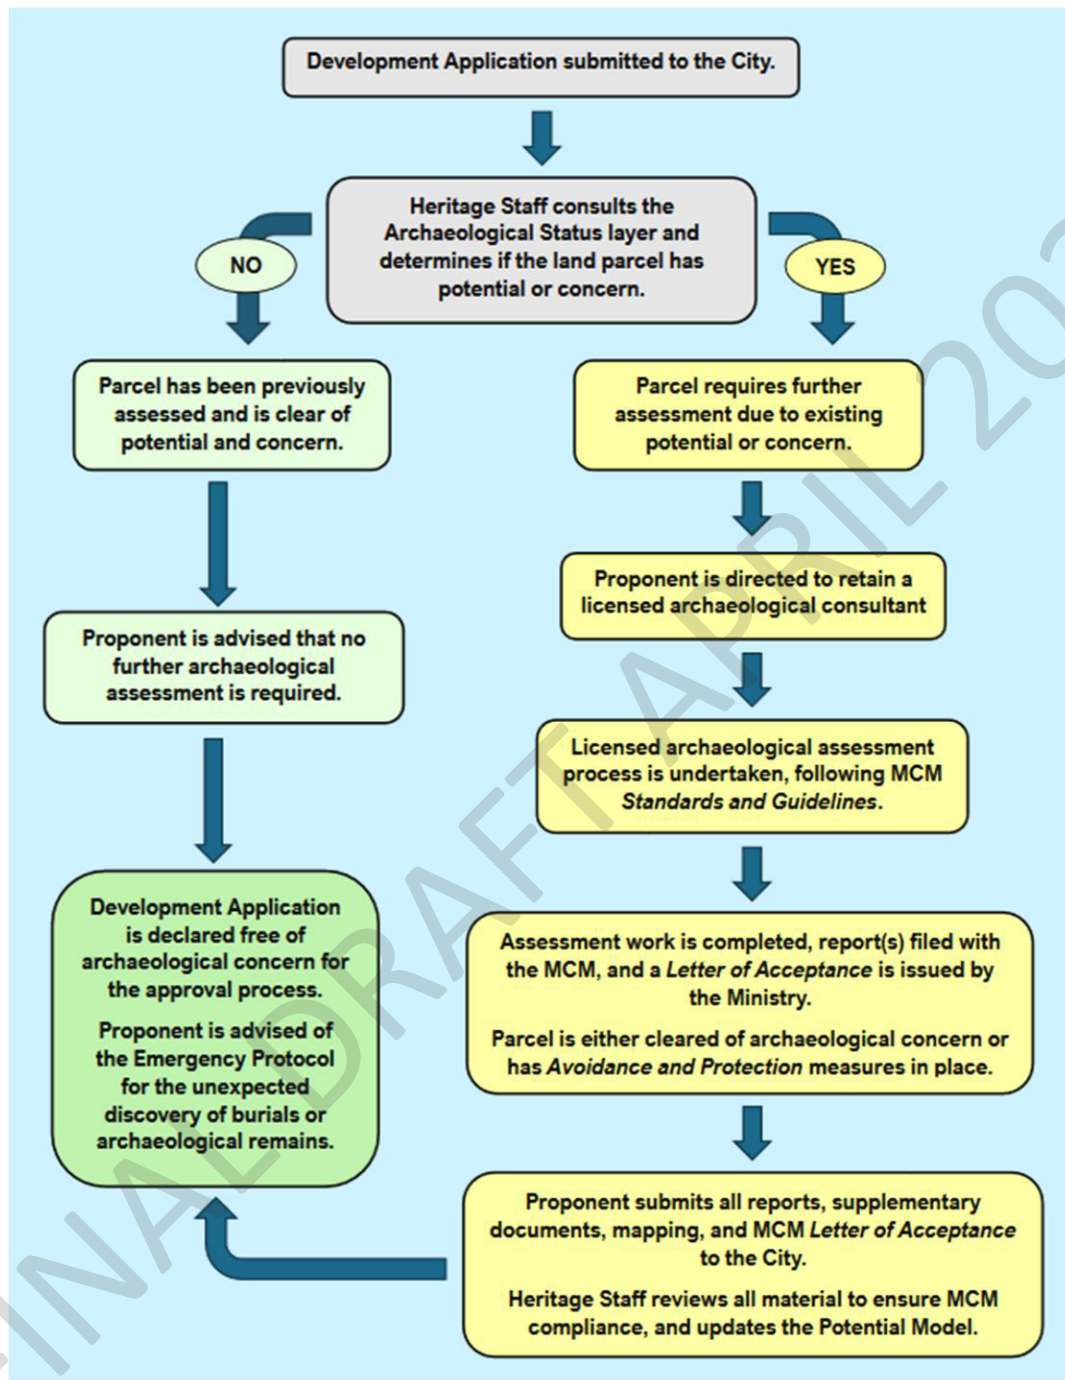 Development Application submitted to the City.
Heritage Staff consults the
Archaeological Status layer and
determines if the land parcel has
potential or concern.
NO
YES
Parcel has been previously
assessed and is clear of
potential and concern.
Parcel requires further
assessment due to existing
potential or concern.
Proponent is directed to retain a
licensed archaeological consultant
Proponent is advised that no
further archaeological
assessment is required.
Licensed archaeological assessment
process is undertaken, following MCM
Standards and Guidelines.
Development Application
is declared free of
archaeological concern for
the approval process.
Proponent is advised of
the Emergency Protocol
for the unexpected
discovery of burials or
archaeological remains.
Assessment work is completed, report(s) filed with
the MCM, and a Letter of Acceptance is issued by
the Ministry.
Parcel is either cleared of archaeological concern or
has Avoidance and Protection measures in place.
Proponent submits all reports, supplementary
documents, mapping, and MCM Letter of Acceptance
to the City.
Heritage Staff reviews all material to ensure MCM
compliance, and updates the Potential Model.
DRAFT APRIL